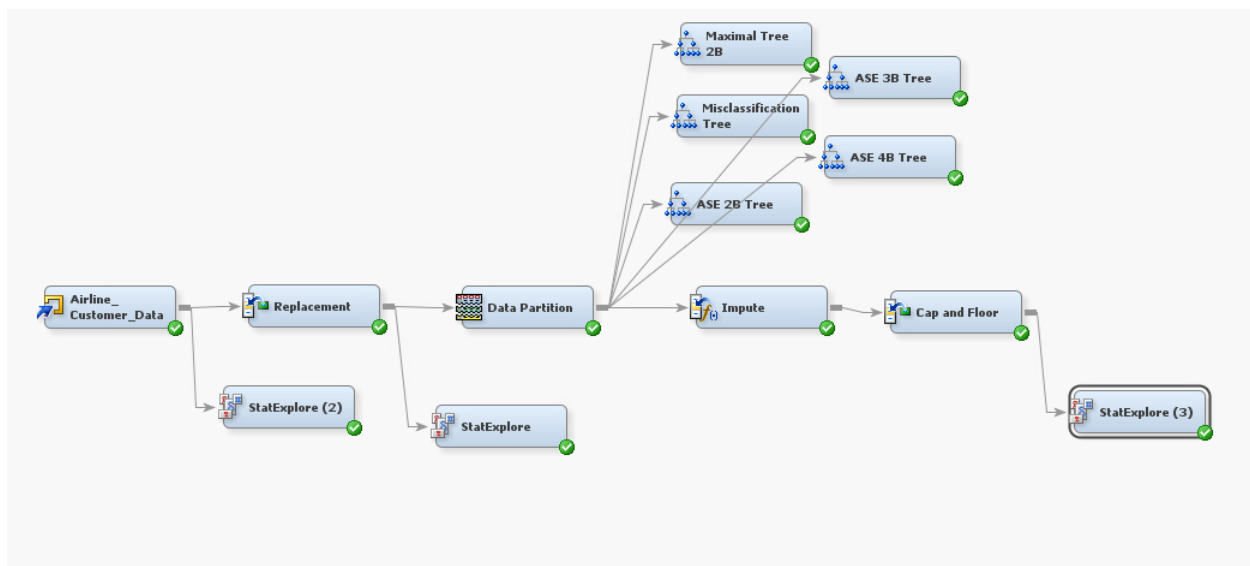 Maximal Tree
2B
ASE 3B Tree
Misclassification
Tree
ASE 4B Tree
ASE 2B Tree
Airline_
Customer_Data
Replacement
Data Partition
Impute
Cap and Floor
StatExplore (2)
StatExplore
StatExplore (3)